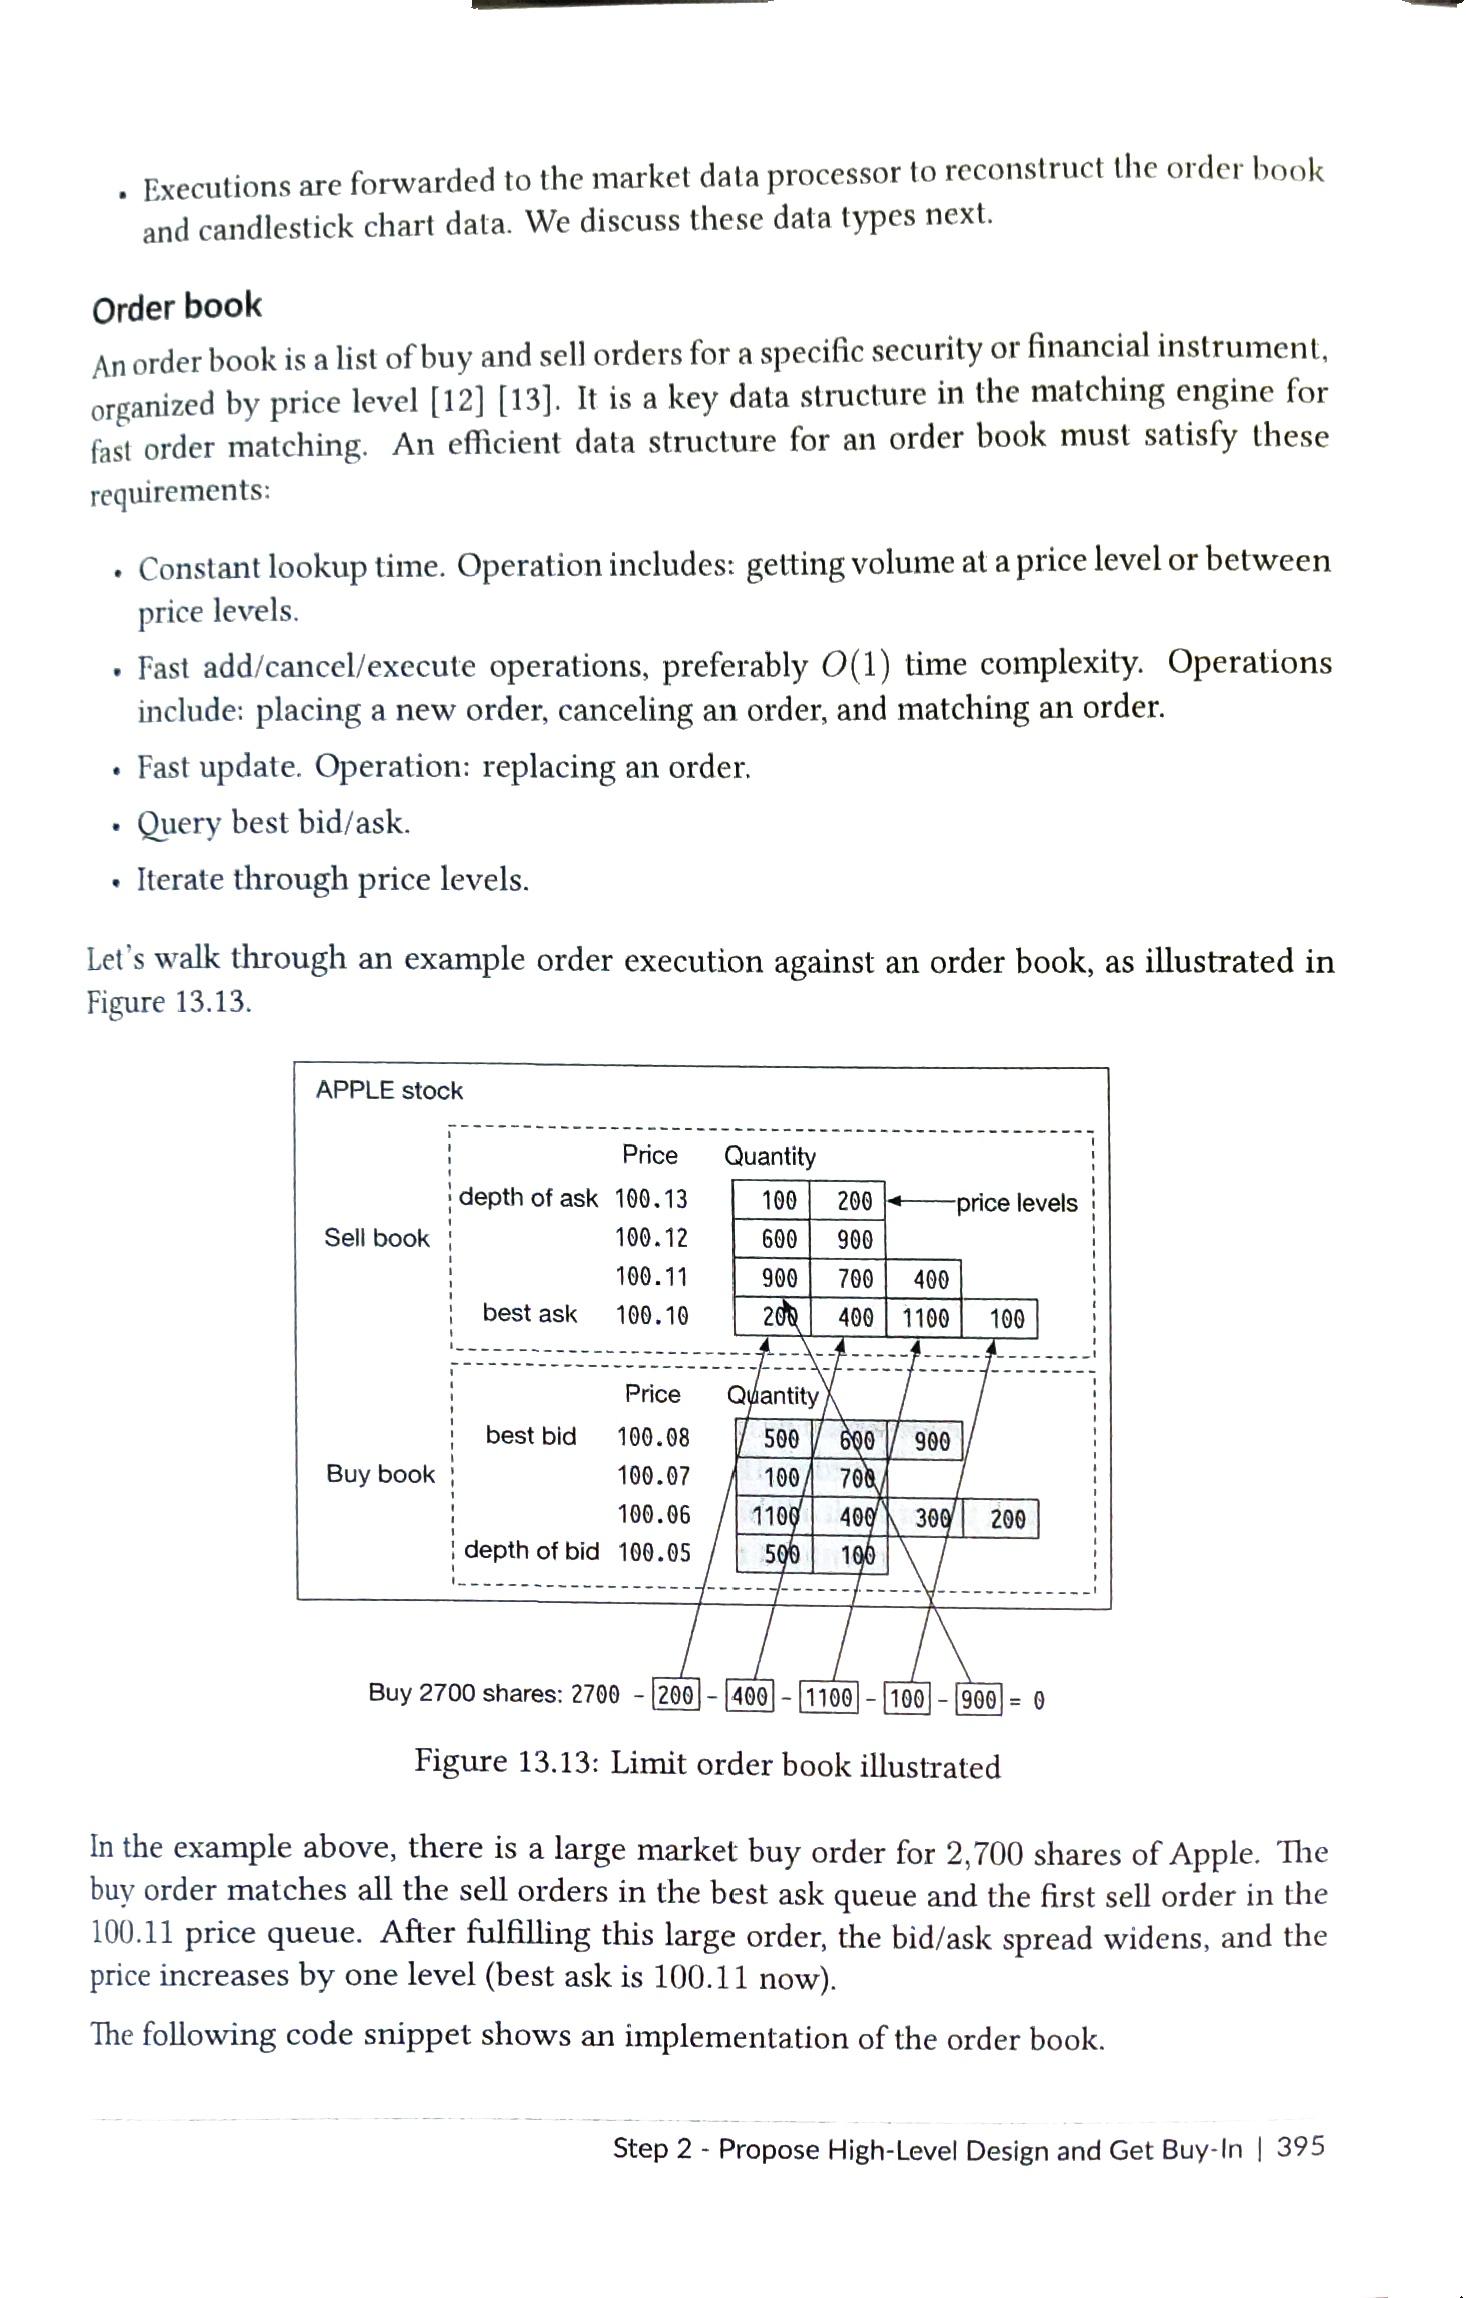 • Executions are forwarded to the market data processor to reconstruct the order book
and candlestick chart data. We discuss these data types next.
Order book
An order book is a list of buy and sell orders for a specific security or financial instrument,
organized by price level [12] [13]. It is a key data structure in the matching engine for
fast order matching. An efficient data structure for an order book must satisfy these
requirements:
• Constant lookup time. Operation includes: getting volume at a price level or between
price levels.
• Fast add/cancel/execute operations, preferably O(1) time complexity. Operations
include: placing a new order, canceling an order, and matching an order.
• Fast update. Operation: replacing an order.
• Query best bid/ask.
• Iterate through price levels.
Let's walk through an example order execution against an order book, as illustrated in
Figure 13.13.
APPLE stock
Price Quantity
depth of ask 100.13 100 200 price levels
Sell book 100.12 600 900
100.11 900 700 400
best ask 100.10 200 400 1100 100
Price Quantity
best bid 100.08 500 600 900
Buy book 100.07 100 700
100.06 1100 400 300 200
depth of bid 100.05 500 100
Buy 2700 shares: 2700 - 200 - 400 - 1100 - 100 - 900 = 0
Figure 13.13: Limit order book illustrated
In the example above, there is a large market buy order for 2,700 shares of Apple. The
buy order matches all the sell orders in the best ask queue and the first sell order in the
100.11 price queue. After fulfilling this large order, the bid/ask spread widens, and the
price increases by one level (best ask is 100.11 now).
The following code snippet shows an implementation of the order book.
Step 2 - Propose High-Level Design and Get Buy-In | 395